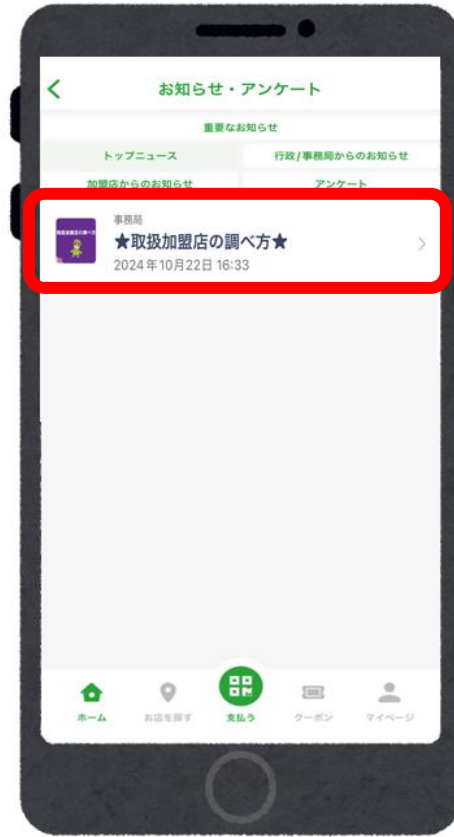 お知らせ・アンケート
重要なお知らせ
トップニュース
行政/事務局からのお知らせ
加盟店からのお知らせ
アンケート
事務局
★取扱加盟店の調べ方★
2024年10月22日 16:33
ホーム
お店を探す
支払う
クーポン
マイページ